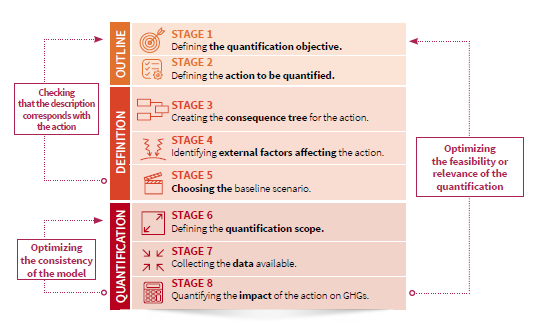 OUTLINE
STAGE 1
Defining the quantification objective.
STAGE 2
Defining the action to be quantified.
Checking
that the description
corresponds with
the action
DEFINITION
STAGE 3
Creating the consequence tree for the action.
STAGE 4
Identifying external factors affecting the action.
STAGE 5
Choosing the baseline scenario.
Optimizing
the feasibility or
relevance of the
quantification
QUANTIFICATION
STAGE 6
Defining the quantification scope.
STAGE 7
Collecting the data available.
STAGE 8
Quantifying the impact of the action on GHGs.
Optimizing
the consistency
of the model